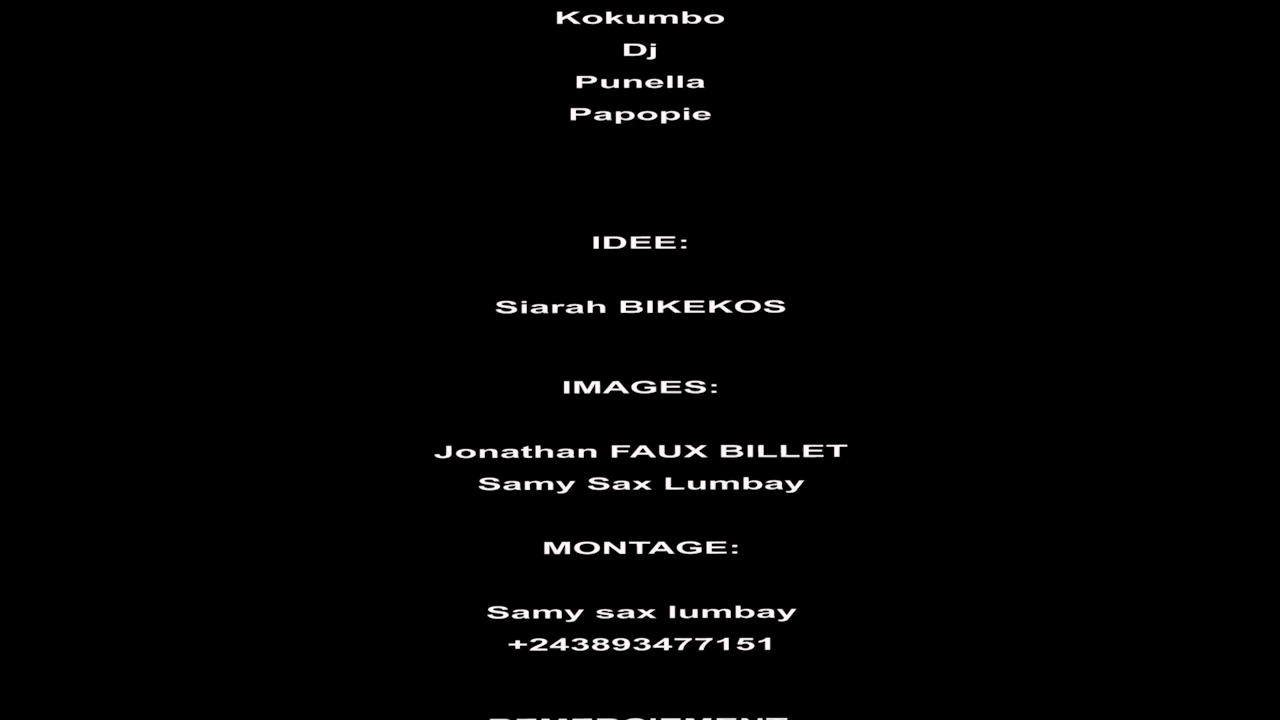 Kokumbo
Dj
Punella
Papopie
IDEE:
Siarah BIKEKOS
IMAGES:
Jonathan FAUX BILLET
Samy Sax Lumbay
MONTAGE:
Samy sax lumbay
+243893477151